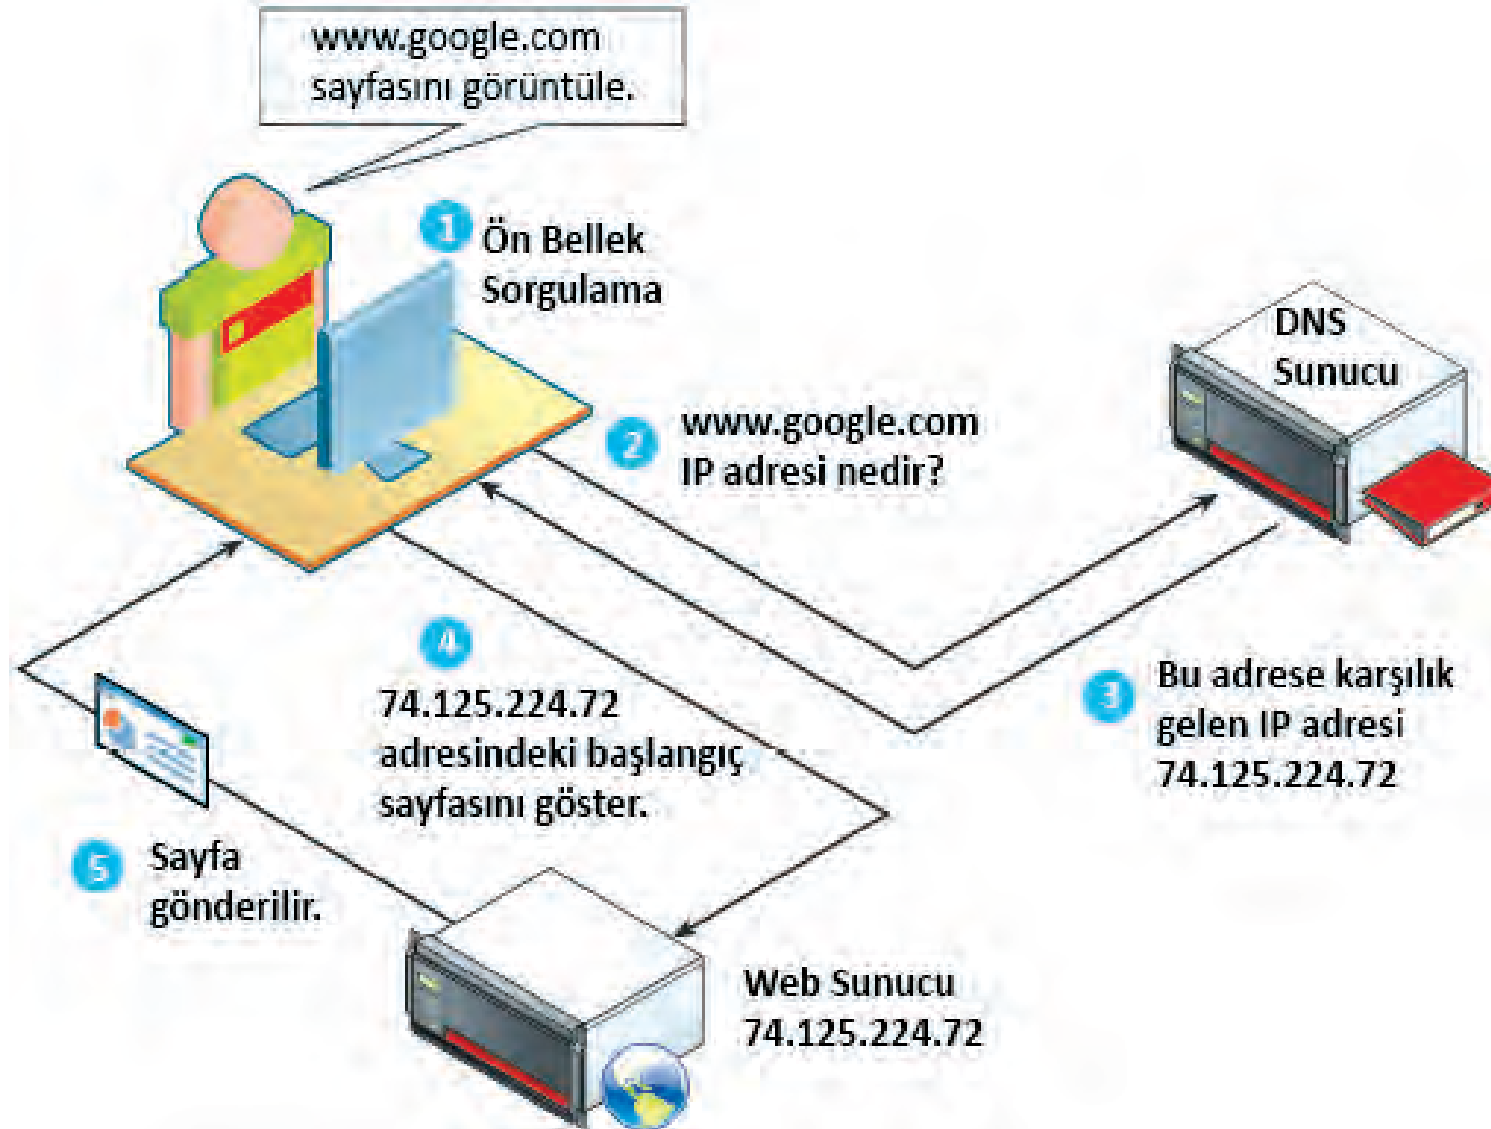 www.google.com
sayfasını görüntüle.
1
Ön Bellek
Sorgulama
DNS
Sunucu
2
www.google.com
IP adresi nedir?
3
Bu adrese karşılık
gelen IP adresi
74.125.224.72
4
74.125.224.72
adresindeki başlangıç
sayfasını göster.
5
Sayfa
gönderilir.
Web Sunucu
74.125.224.72